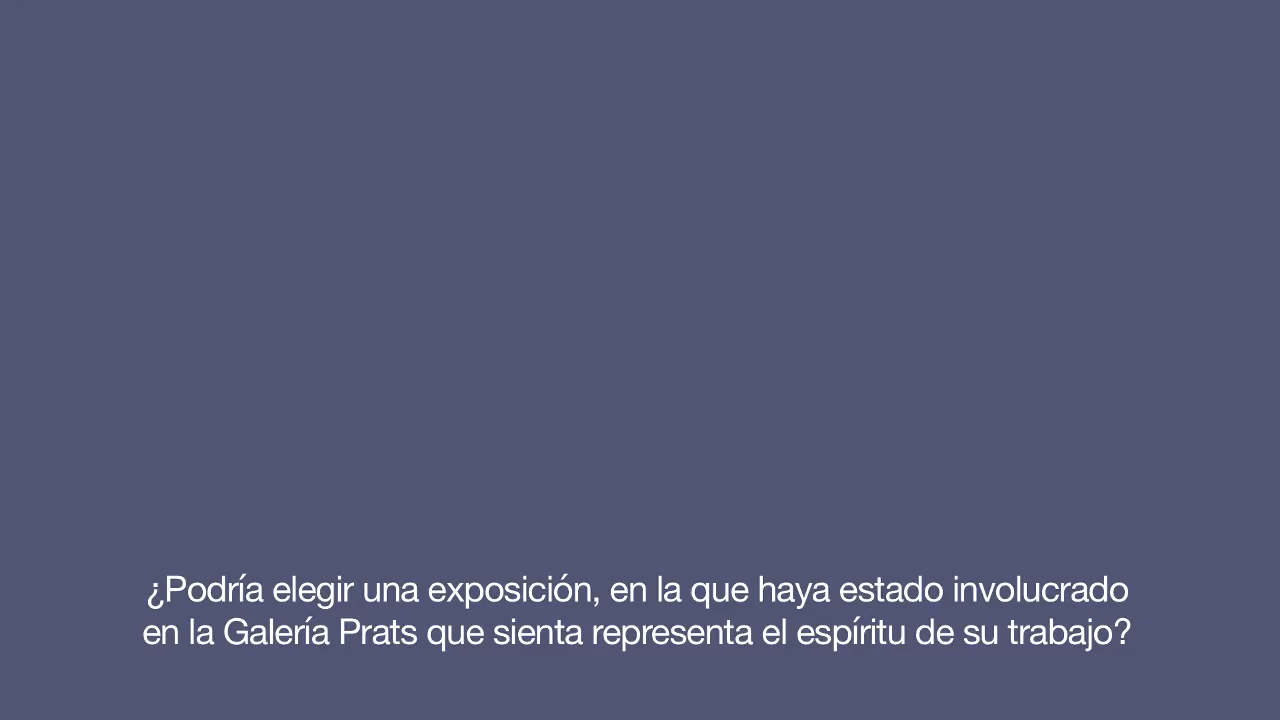 ¿Podría elegir una exposición, en la que haya estado involucrado
en la Galería Prats que sienta representa el espíritu de su trabajo?